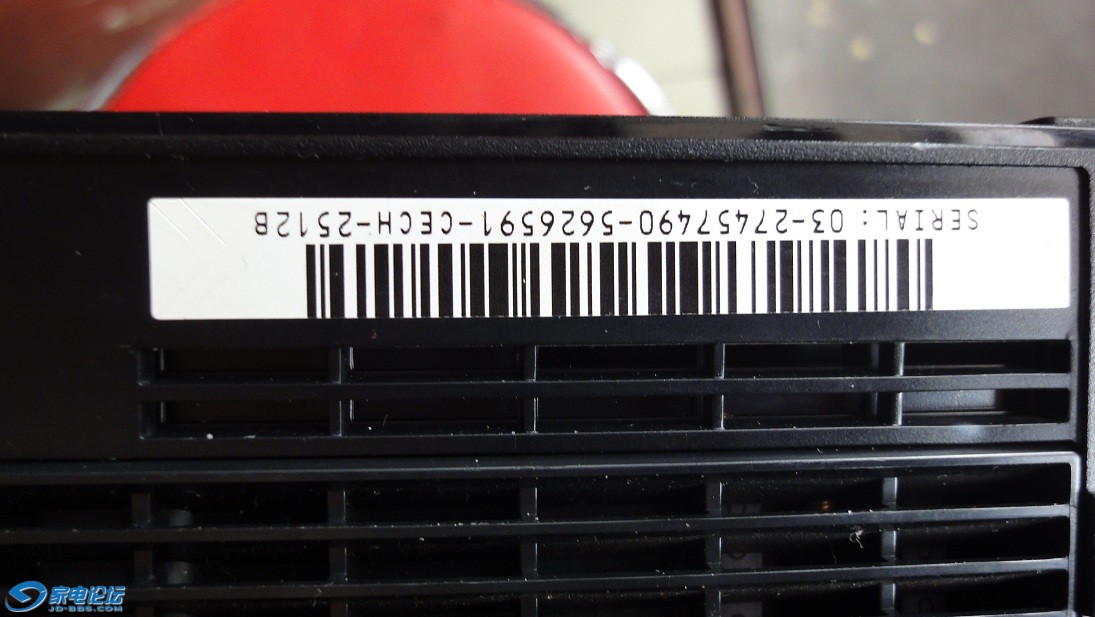 SERIAL: 03-27457490-5626591-CECH-2512B
家电论坛
JD-BBS.COM